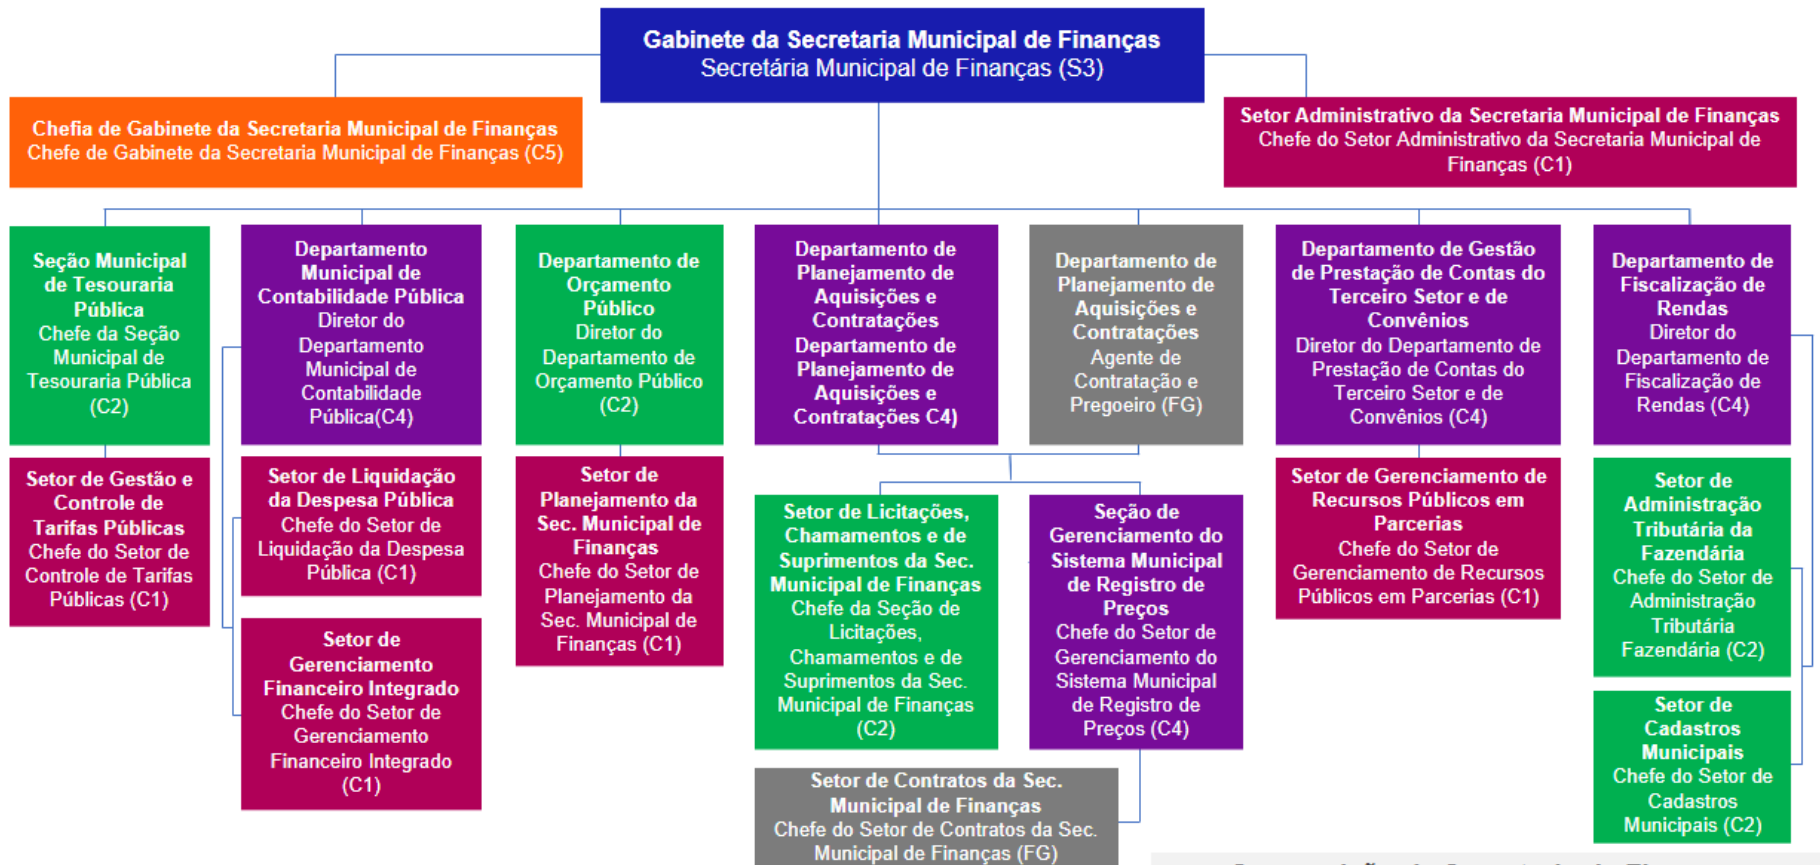 Gabinete da Secretaria Municipal de Finanças
Secretária Municipal de Finanças (S3)
Chefia de Gabinete da Secretaria Municipal de Finanças
Chefe de Gabinete da Secretaria Municipal de Finanças (C5)
Setor Administrativo da Secretaria Municipal de Finanças
Chefe do Setor Administrativo da Secretaria Municipal de
Finanças (C1)
Seção Municipal
de Tesouraria
Pública
Chefe da Seção
Municipal de
Tesouraria Pública
(C2)
Departamento
Municipal de
Contabilidade Pública
Diretor do
Departamento
Municipal de
Contabilidade
Pública(C4)
Departamento de
Orçamento
Público
Diretor do
Departamento de
Orçamento Público
(C2)
Departamento de
Planejamento de
Aquisições e
Contratações
Departamento de
Planejamento de
Aquisições e
Contratações C4)
Departamento de
Planejamento de
Aquisições e
Contratações
Agente de
Contratação e
Pregoeiro (FG)
Departamento de Gestão
de Prestação de Contas do
Terceiro Setor e de
Convênios
Diretor do Departamento de
Prestação de Contas do
Terceiro Setor e de
Convênios (C4)
Departamento de
Fiscalização de
Rendas
Diretor do
Departamento de
Fiscalização de
Rendas (C4)
Setor de Gestão e
Controle de
Tarifas Públicas
Chefe do Setor de
Controle de Tarifas
Públicas (C1)
Setor de Liquidação
da Despesa Pública
Chefe do Setor de
Liquidação da Despesa
Pública (C1)
Setor de
Gerenciamento
Financeiro Integrado
Chefe do Setor de
Gerenciamento
Financeiro Integrado
(C1)
Setor de
Planejamento da
Sec. Municipal de
Finanças
Chefe do Setor de
Planejamento da
Sec. Municipal de
Finanças (C1)
Setor de Licitações,
Chamamentos e de
Suprimentos da Sec.
Municipal de Finanças
Chefe da Seção de
Licitações,
Chamamentos e de
Suprimentos da Sec.
Municipal de Finanças
(C2)
Seção de
Gerenciamento do
Sistema Municipal
de Registro de
Preços
Chefe do Setor de
Gerenciamento do
Sistema Municipal
de Registro de
Preços (C4)
Setor de Contratos da Sec.
Municipal de Finanças
Chefe do Setor de Contratos da Sec.
Municipal de Finanças (FG)
Setor de Gerenciamento de
Recursos Públicos em
Parcerias
Chefe do Setor de
Gerenciamento de Recursos
Públicos em Parcerias (C1)
Setor de
Administração
Tributária da
Fazendária
Chefe do Setor de
Administração
Tributária
Fazendária (C2)
Setor de
Cadastros
Municipais
Chefe do Setor de
Cadastros
Municipais (C2)